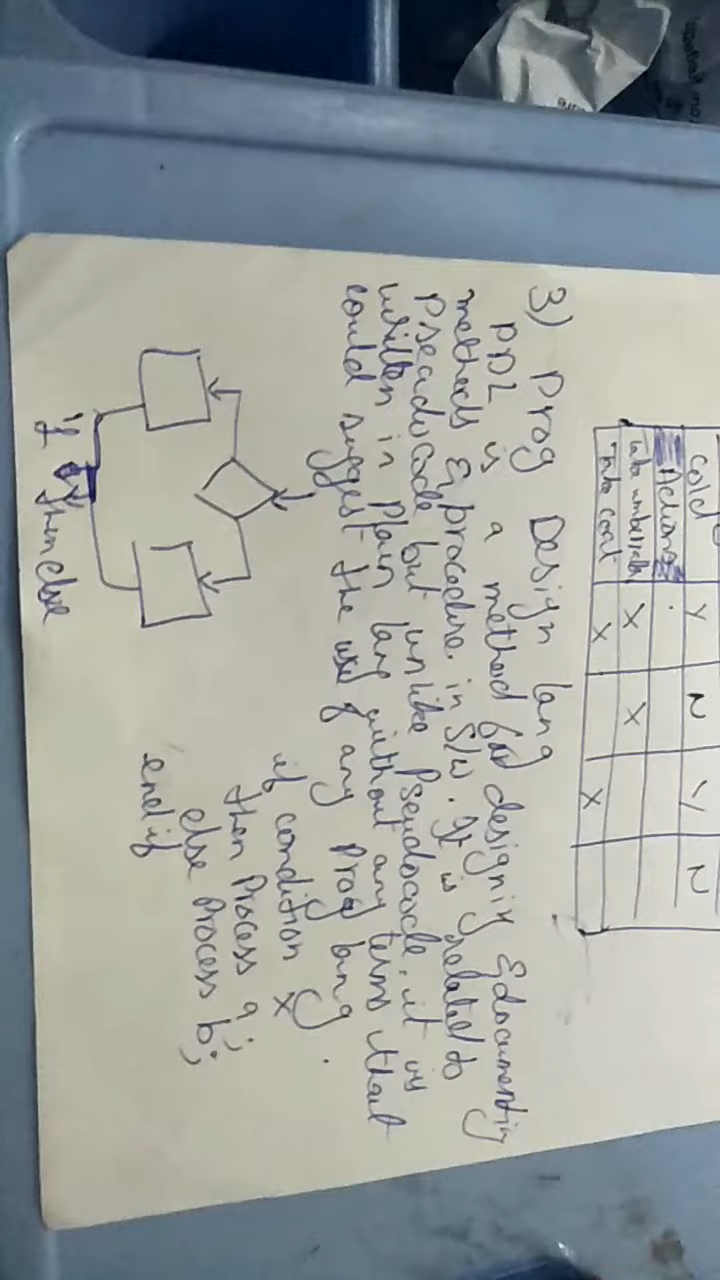 Cold Y N Y N
Actions
Take umbrella X X
Take coat X X
3) Prog Design lang
PDL is a method for designing & documenting
methods & procedure in S/W. It is related to
Pseudocode but unlike Pseudocode, it is
written in Plain lang without any terms that
could suggest the use of any Prog lang.
if condition X
then Process a;
else Process b;
endif
if then else